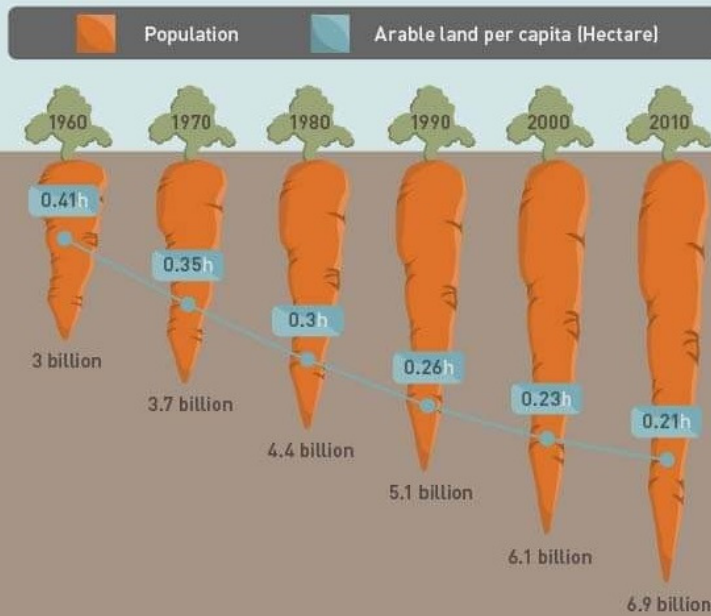 Population
Arable land per capita (Hectare)
1960
1970
1980
1990
2000
2010
0.41h
0.35h
0.3h
0.26h
0.23h
0.21h
3 billion
3.7 billion
4.4 billion
5.1 billion
6.1 billion
6.9 billion